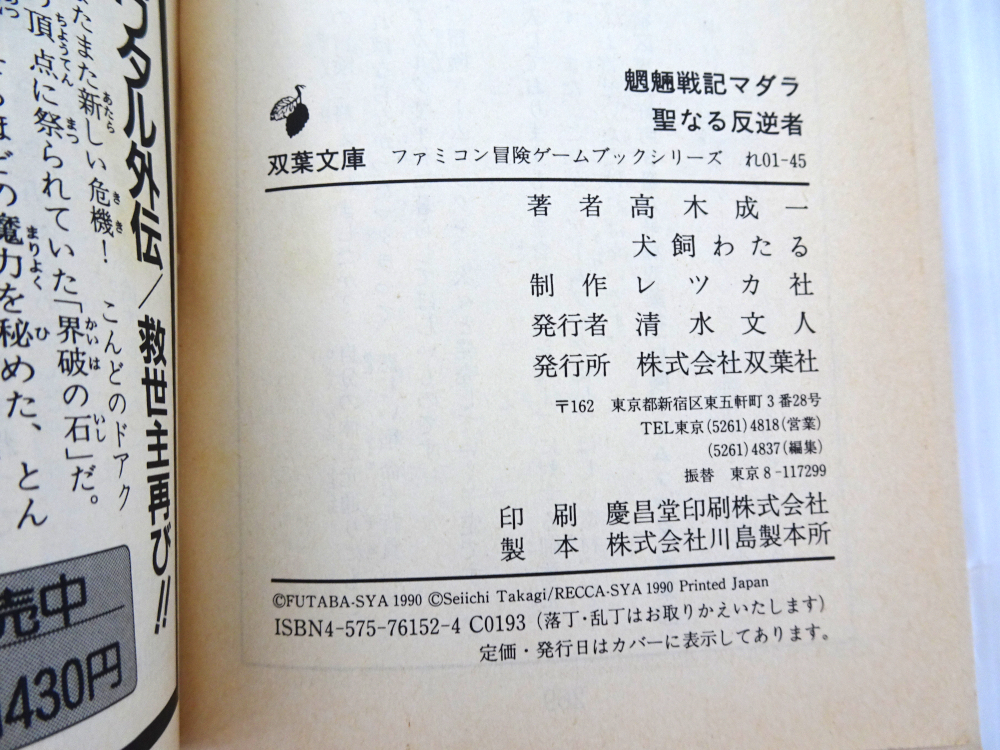 魍魎戦記マダラ
聖なる反逆者
双葉文庫 ファミコン冒険ゲームブックシリーズ れ01-45
著者 高木成一
犬飼わたる
制作 レツカ社
発行者 清水文人
発行所 株式会社双葉社
〒162 東京都新宿区東五軒町3番28号
TEL東京(5261)4818(営業)
(5261)4837(編集)
振替 東京8-117299
印刷 慶昌堂印刷株式会社
製本 株式会社川島製本所
©FUTABA-SYA 1990 ©Seiichi Takagi/RECCA-SYA 1990 Printed Japan
ISBN4-575-76152-4 C0193 (落丁・乱丁はお取りかえいたします)
定価・発行日はカバーに表示してあります。
ワタル外伝/救世主再び!!
たまた新しい危機! こんどのドアク
頂点に祭られていた「界破の石」だ。
ほどの魔力を秘めた、とん
売中
430円